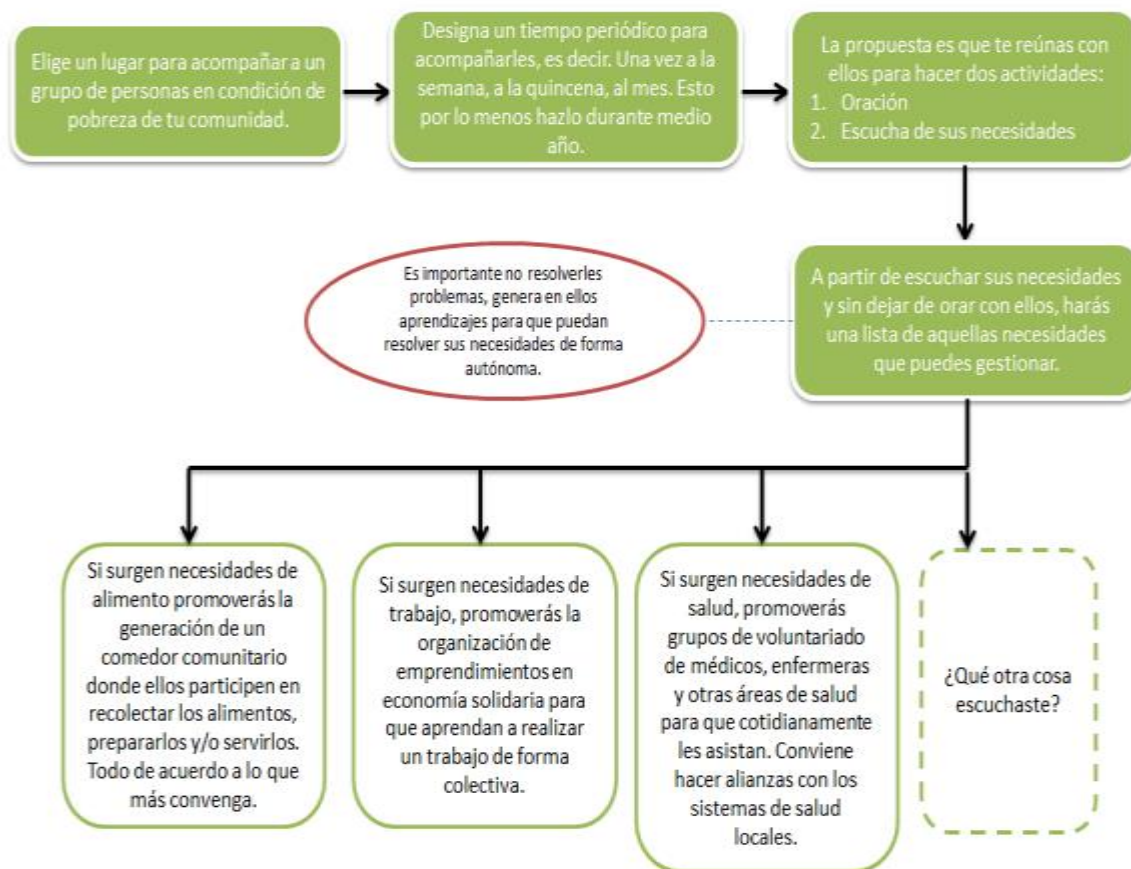 Elige un lugar para acompañar a un
grupo de personas en condición de
pobreza de tu comunidad.
Designa un tiempo periódico para
acompañarles, es decir. Una vez a la
semana, a la quincena, al mes. Esto
por lo menos hazlo durante medio
año.
La propuesta es que te reúnas con
ellos para hacer dos actividades:
1. Oración
2. Escucha de sus necesidades
Es importante no resolverles
problemas, genera en ellos
aprendizajes para que puedan
resolver sus necesidades de forma
autónoma.
A partir de escuchar sus necesidades
y sin dejar de orar con ellos, harás
una lista de aquellas necesidades
que puedes gestionar.
Si surgen necesidades de
alimento promoverás la
generación de un
comedor comunitario
donde ellos participen en
recolectar los alimentos,
prepararlos y/o servirlos.
Todo de acuerdo a lo que
más convenga.
Si surgen necesidades de
trabajo, promoverás la
organización de
emprendimientos en
economía solidaria para
que aprendan a realizar
un trabajo de forma
colectiva.
Si surgen necesidades de
salud, promoverás
grupos de voluntariado
de médicos, enfermeras
y otras áreas de salud
para que cotidianamente
les asistan. Conviene
hacer alianzas con los
sistemas de salud
locales.
¿Qué otra cosa
escuchaste?